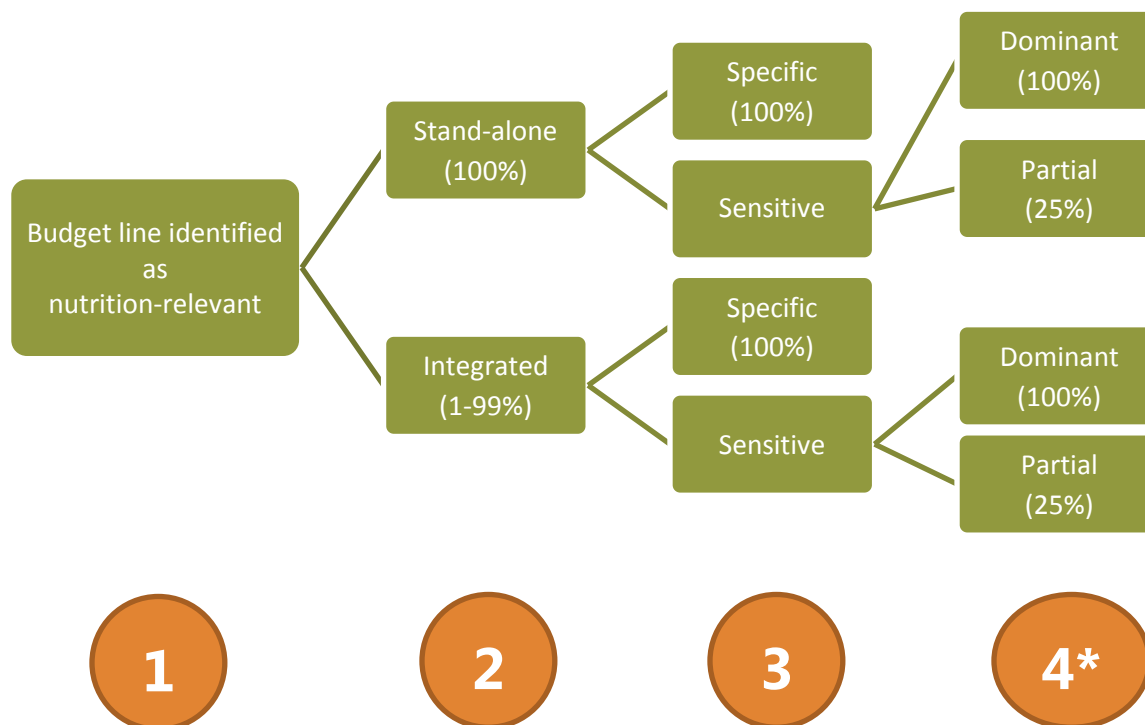 Budget line identified
as
nutrition-relevant
Stand-alone
(100%)
Integrated
(1-99%)
Specific
(100%)
Sensitive
Specific
(100%)
Sensitive
Dominant
(100%)
Partial
(25%)
Dominant
(100%)
Partial
(25%)
1
2
3
4*